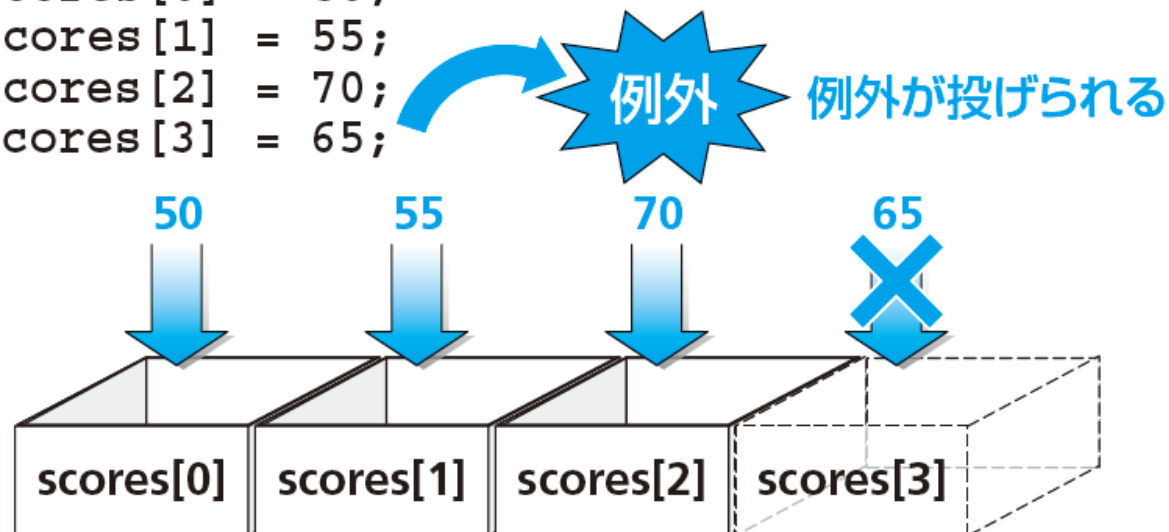 cores[1] = 55;
cores[2] = 70;
cores[3] = 65;
例外
例外が投げられる
50 55 70 65
scores[0] scores[1] scores[2] scores[3]